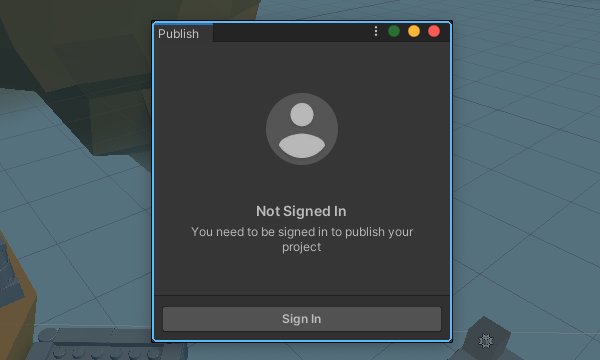 Publish
Not Signed In
You need to be signed in to publish your
project
Sign In